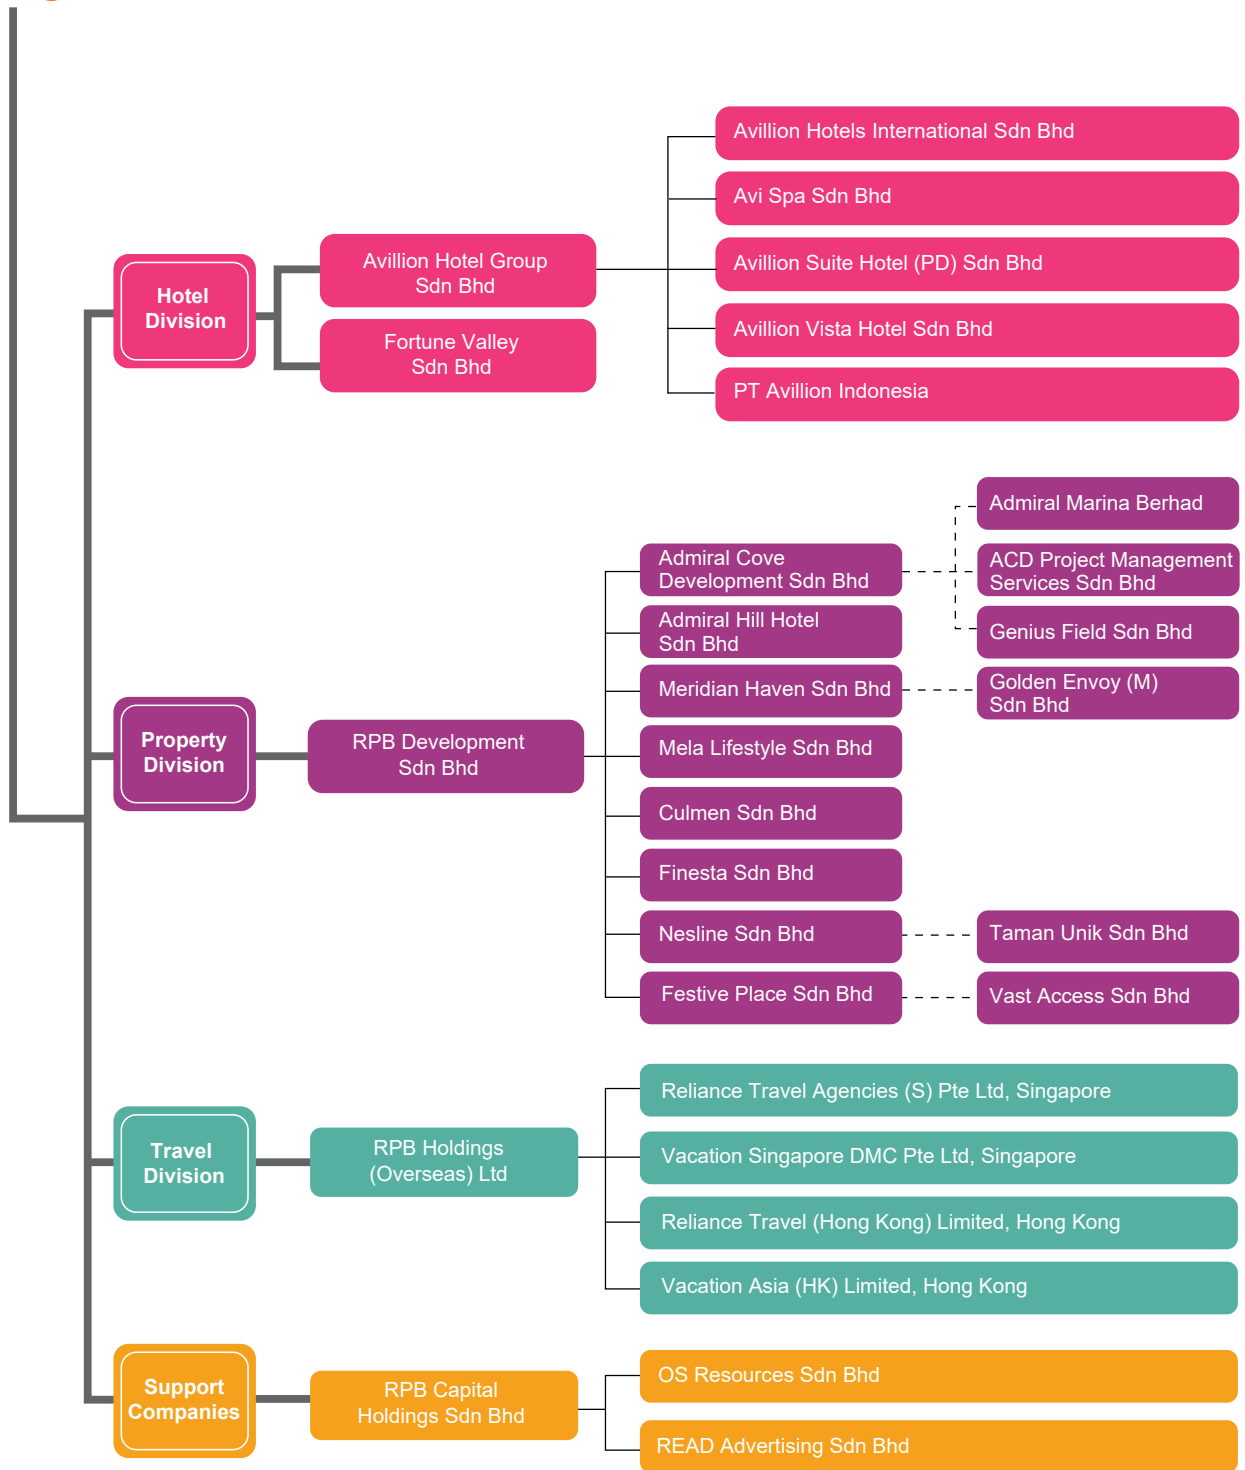 Hotel
Division
Avillion Hotel Group
Sdn Bhd
Fortune Valley
Sdn Bhd
Avillion Hotels International Sdn Bhd
Avi Spa Sdn Bhd
Avillion Suite Hotel (PD) Sdn Bhd
Avillion Vista Hotel Sdn Bhd
PT Avillion Indonesia
Property
Division
RPB Development
Sdn Bhd
Admiral Cove
Development Sdn Bhd
Admiral Marina Berhad
ACD Project Management
Services Sdn Bhd
Genius Field Sdn Bhd
Admiral Hill Hotel
Sdn Bhd
Meridian Haven Sdn Bhd
Golden Envoy (M)
Sdn Bhd
Mela Lifestyle Sdn Bhd
Culmen Sdn Bhd
Finesta Sdn Bhd
Nesline Sdn Bhd
Taman Unik Sdn Bhd
Festive Place Sdn Bhd
Vast Access Sdn Bhd
Travel
Division
RPB Holdings
(Overseas) Ltd
Reliance Travel Agencies (S) Pte Ltd, Singapore
Vacation Singapore DMC Pte Ltd, Singapore
Reliance Travel (Hong Kong) Limited, Hong Kong
Vacation Asia (HK) Limited, Hong Kong
Support
Companies
RPB Capital
Holdings Sdn Bhd
OS Resources Sdn Bhd
READ Advertising Sdn Bhd